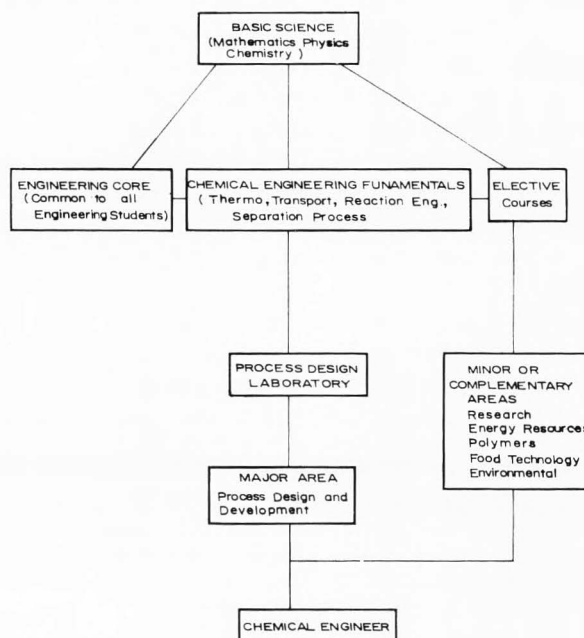 BASIC SCIENCE
(Mathematics Physics
Chemistry )
ENGINEERING CORE
(Common to all
Engineering Students)
CHEMICAL ENGINEERING FUNAMENTALS
( Thermo, Transport, Reaction Eng.,
Separation Process
ELECTIVE
Courses
PROCESS DESIGN
LABORATORY
MINOR OR
COMPLEMENTARY
AREAS
Research
Energy Resources
Polymers
Food Technology
Environmental
MAJOR AREA
Process Design and
Development
CHEMICAL ENGINEER